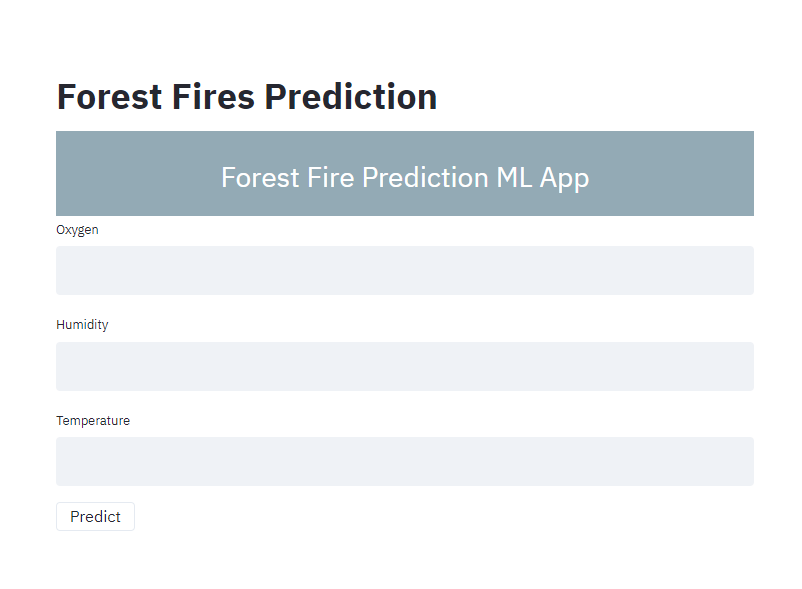 Forest Fires Prediction
Forest Fire Prediction ML App
Oxygen
Humidity
Temperature
Predict